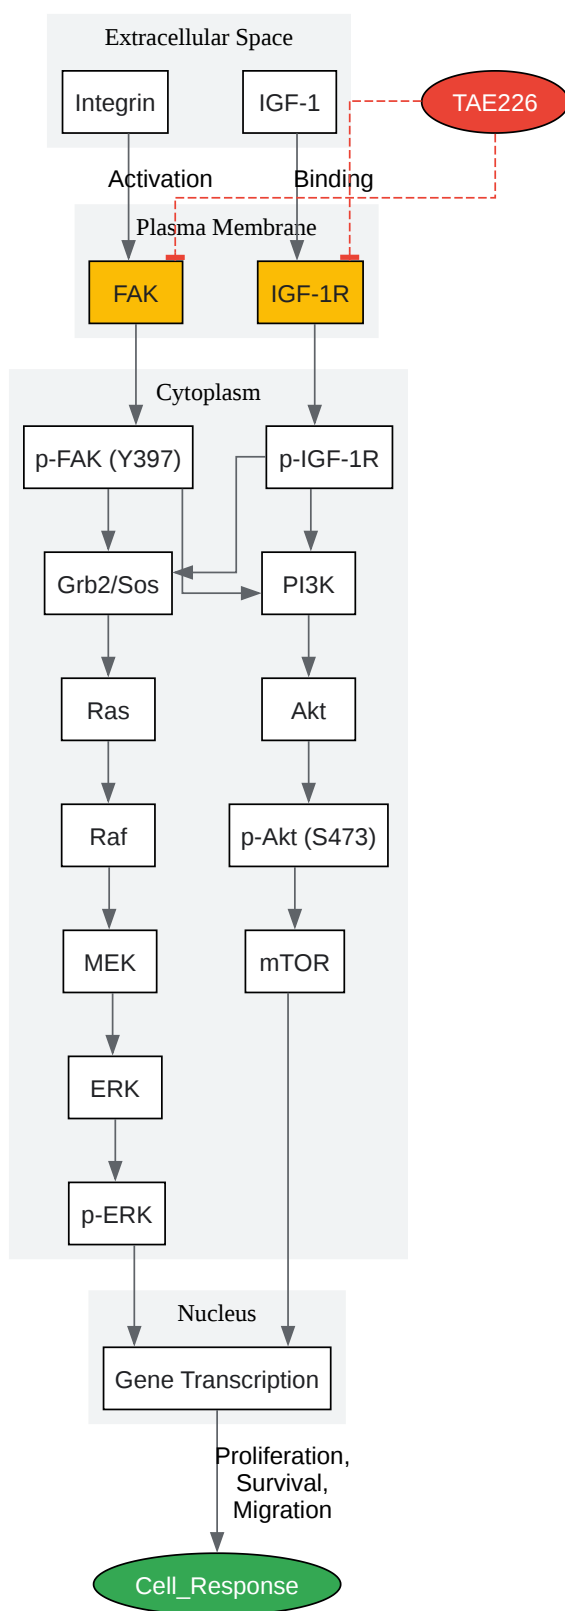 Extracellular Space
Integrin
IGF-1
TAE226
Activation
Binding
Plasma Membrane
FAK
IGF-1R
Cytoplasm
p-FAK (Y397)
p-IGF-1R
Grb2/Sos
PI3K
Ras
Akt
Raf
p-Akt (S473)
MEK
mTOR
ERK
p-ERK
Nucleus
Gene Transcription
Proliferation,
Survival,
Migration
Cell_Response